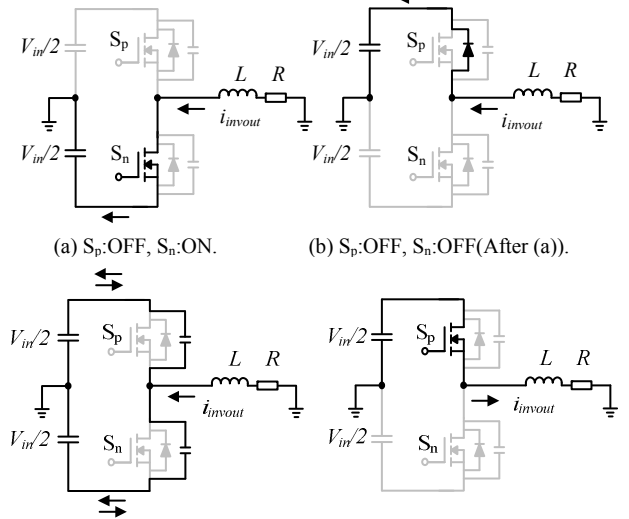 V_in/2 S_p L R
i_invout
V_in/2 S_n
(a) S_p:OFF, S_n:ON.
V_in/2 S_p L R
i_invout
V_in/2 S_n
(b) S_p:OFF, S_n:OFF(After (a)).
V_in/2 S_p L R
i_invout
V_in/2 S_n
V_in/2 S_p L R
i_invout
V_in/2 S_n